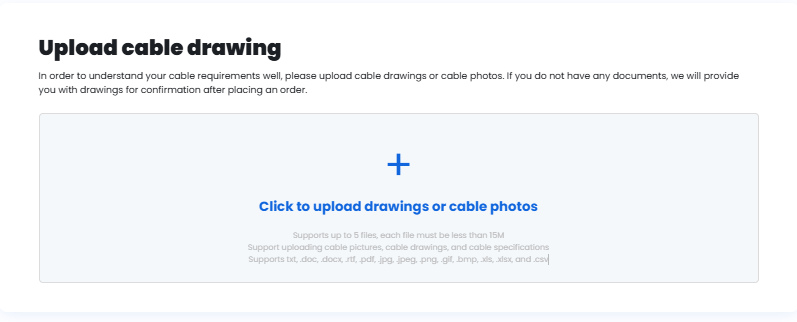 Upload cable drawing
In order to understand your cable requirements well, please upload cable drawings or cable photos. If you do not have any documents, we will provide
you with drawings for confirmation after placing an order.
+
Click to upload drawings or cable photos
Supports up to 5 files, each file must be less than 15M
Support uploading cable pictures, cable drawings, and cable specifications
Supports txt, .doc, .docx, .rtf, .pdf, .jpg, .jpeg, .png, .gif, .bmp, .xls, .xlsx, and .csv